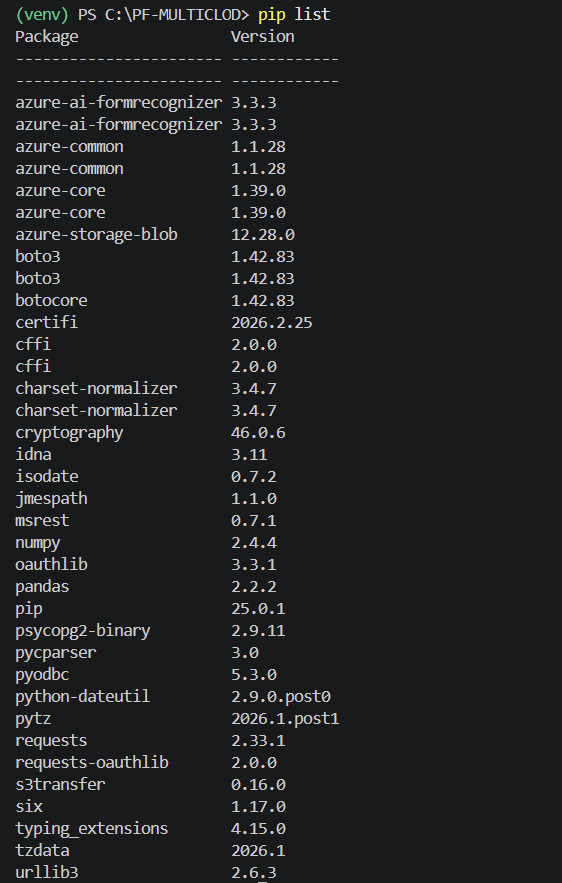 (venv) PS C:\PF-MULTICLOD> pip list
Package                 Version
----------------------- ------------
----------------------- ------------
azure-ai-formrecognizer 3.3.3
azure-ai-formrecognizer 3.3.3
azure-common            1.1.28
azure-common            1.1.28
azure-core              1.39.0
azure-core              1.39.0
azure-storage-blob      12.28.0
boto3                   1.42.83
boto3                   1.42.83
botocore                1.42.83
certifi                 2026.2.25
cffi                    2.0.0
cffi                    2.0.0
charset-normalizer      3.4.7
charset-normalizer      3.4.7
cryptography            46.0.6
idna                    3.11
isodate                 0.7.2
jmespath                1.1.0
msrest                  0.7.1
numpy                   2.4.4
oauthlib                3.3.1
pandas                  2.2.2
pip                     25.0.1
psycopg2-binary         2.9.11
pycparser               3.0
pyodbc                  5.3.0
python-dateutil         2.9.0.post0
pytz                    2026.1.post1
requests                2.33.1
requests-oauthlib       2.0.0
s3transfer              0.16.0
six                     1.17.0
typing_extensions       4.15.0
tzdata                  2026.1
urllib3                 2.6.3